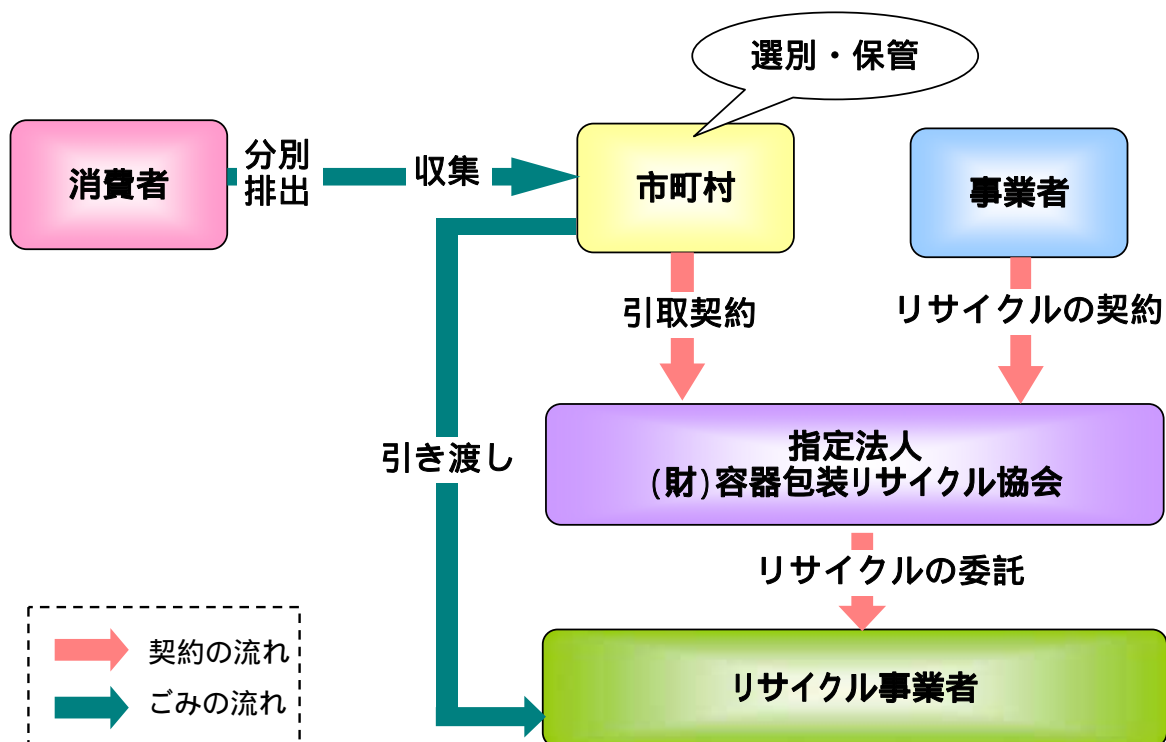 選別・保管
消費者
分別
排出
収集
市町村
事業者
引取契約
リサイクルの契約
引き渡し
指定法人
(財)容器包装リサイクル協会
リサイクルの委託
リサイクル事業者
契約の流れ
ごみの流れ